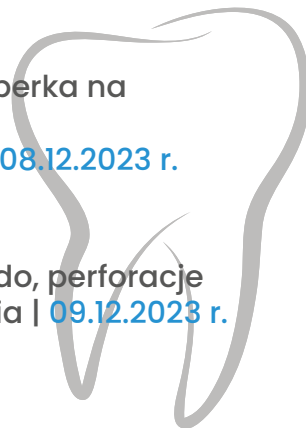 perka na
08.12.2023 r.
do, perforacje
ia | 09.12.2023 r.